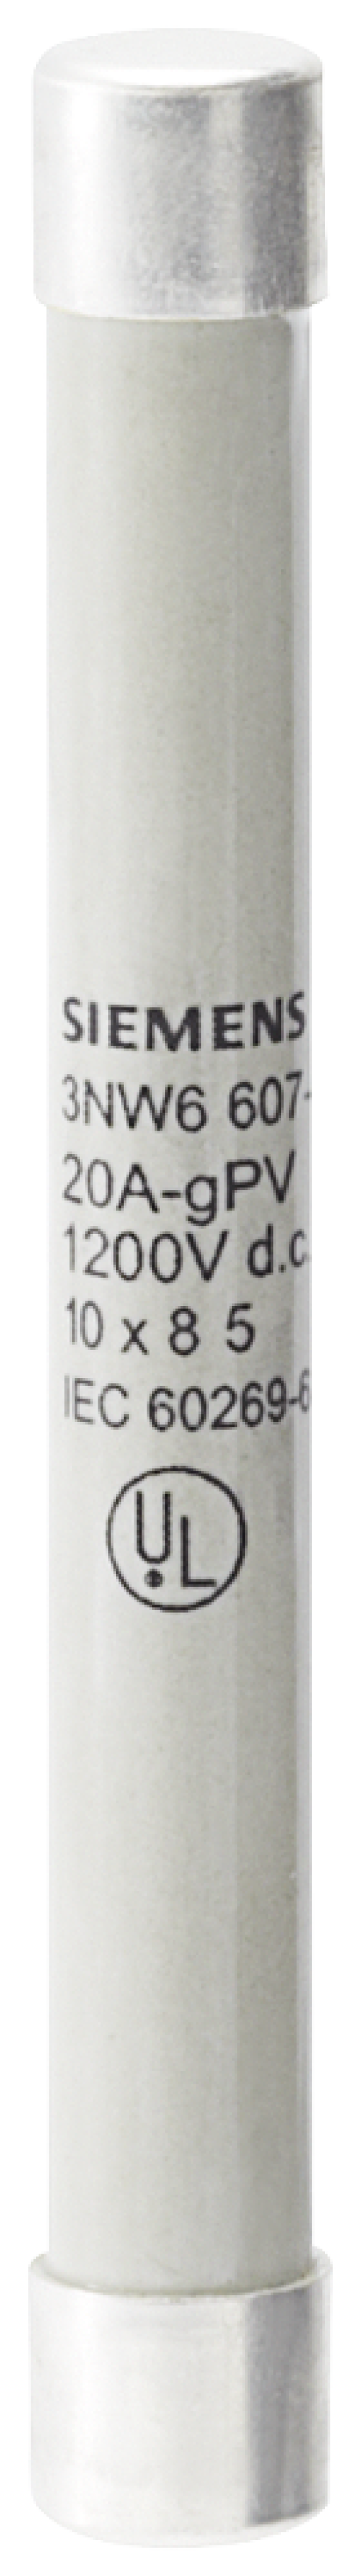 SIEMENS
3NW6 607-
20A-gPV
1200V d.c.
10 x 8 5
IEC 60269-6
UL